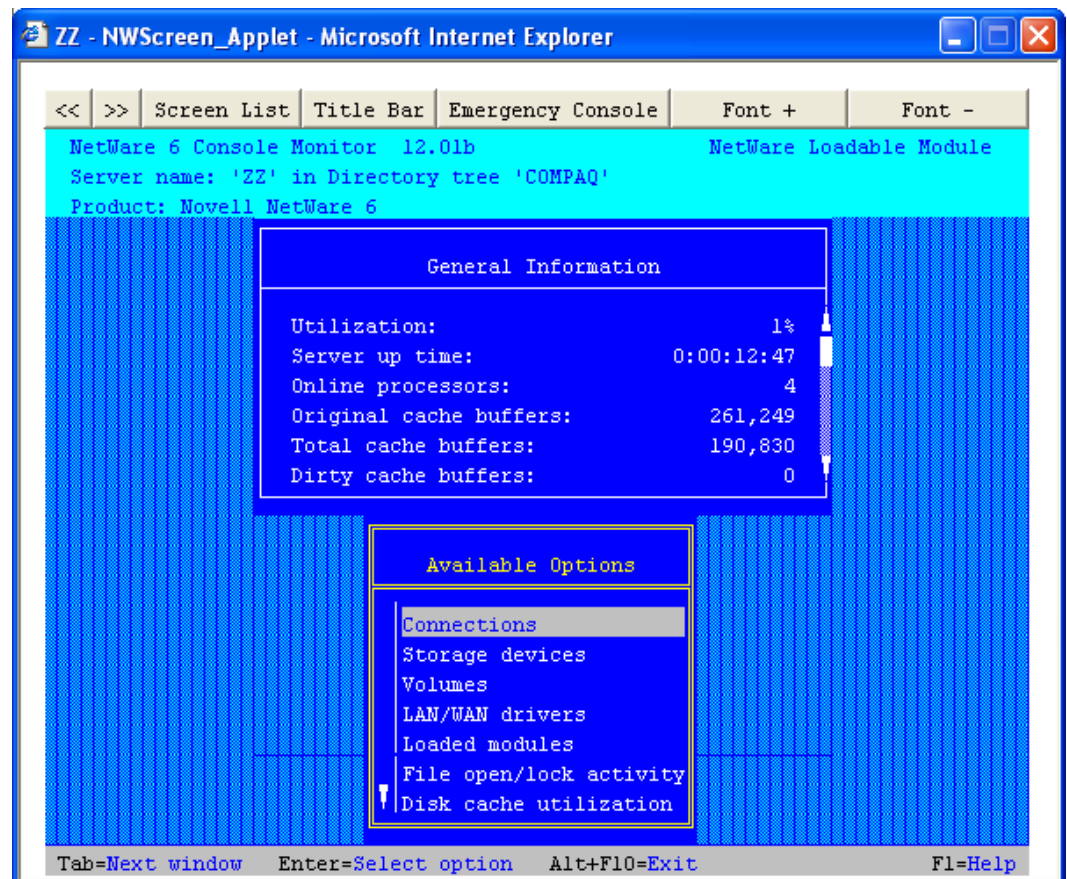 ZZ - NWScreen_Applet - Microsoft Internet Explorer
<< >> Screen List Title Bar Emergency Console Font + Font -
NetWare 6 Console Monitor 12.01b NetWare Loadable Module
Server name: 'ZZ' in Directory tree 'COMPAQ'
Product: Novell NetWare 6
General Information
Utilization: 1%
Server up time: 0:00:12:47
Online processors: 4
Original cache buffers: 261,249
Total cache buffers: 190,830
Dirty cache buffers: 0
Available Options
Connections
Storage devices
Volumes
LAN/WAN drivers
Loaded modules
File open/lock activity
Disk cache utilization
Tab=Next window Enter=Select option Alt+F10=Exit F1=Help